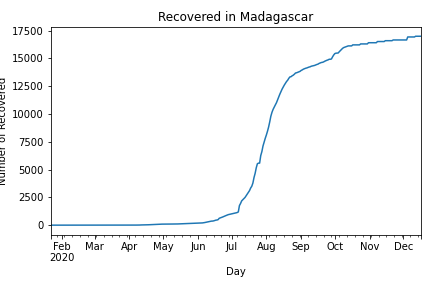 Recovered in Madagascar
Number of Recovered
17500
15000
12500
10000
7500
5000
2500
0
Feb Mar Apr May Jun Jul Aug Sep Oct Nov Dec
2020
Day